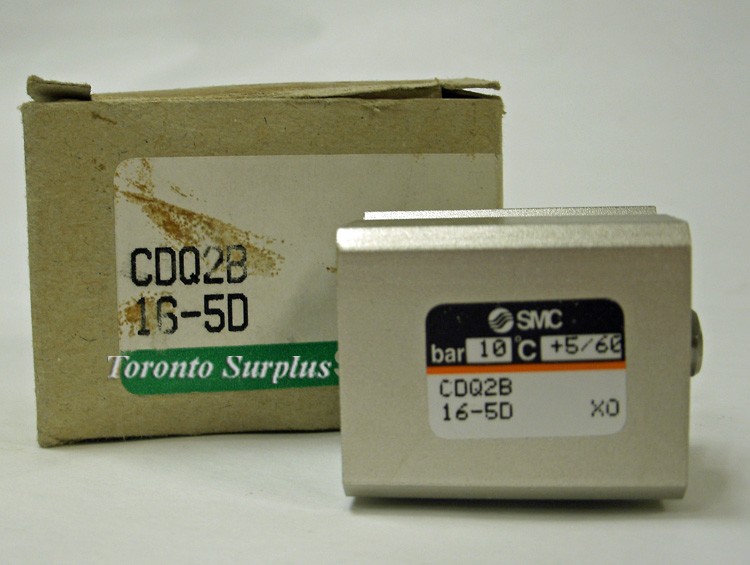 CDQ2B
16-5D
Toronto Surplus
SMC
bar 10 °C +5/60
CDQ2B
16-5D XO